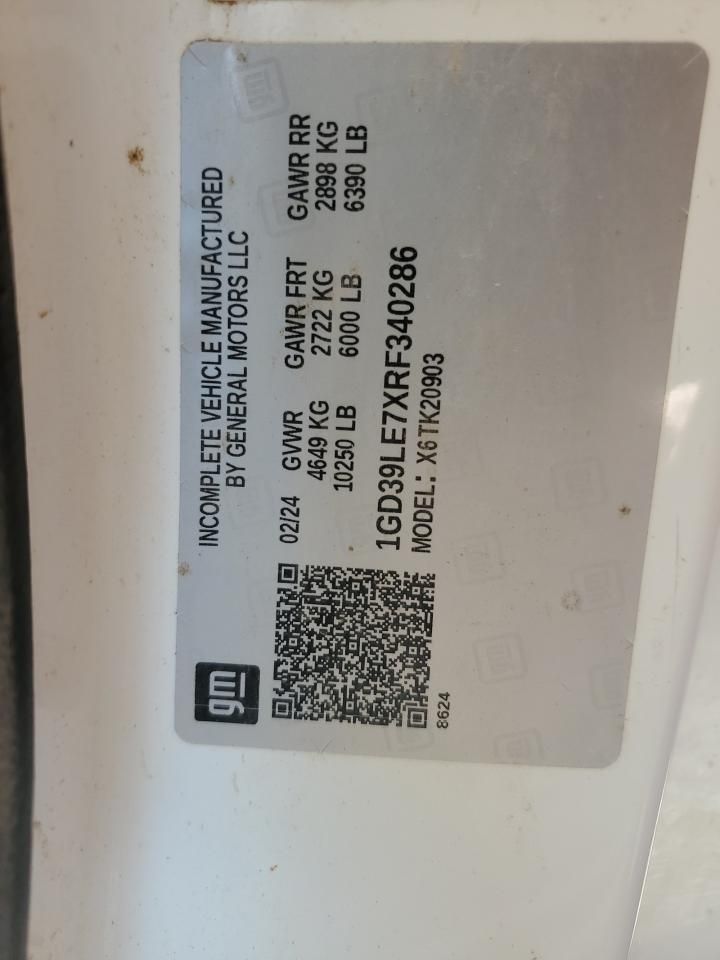 gm
INCOMPLETE VEHICLE MANUFACTURED
BY GENERAL MOTORS LLC
02/24 GVWR GAWR FRT GAWR RR
4649 KG 2722 KG 2898 KG
10250 LB 6000 LB 6390 LB
1GD39LE7XRF340286
MODEL: X6TK20903
8624